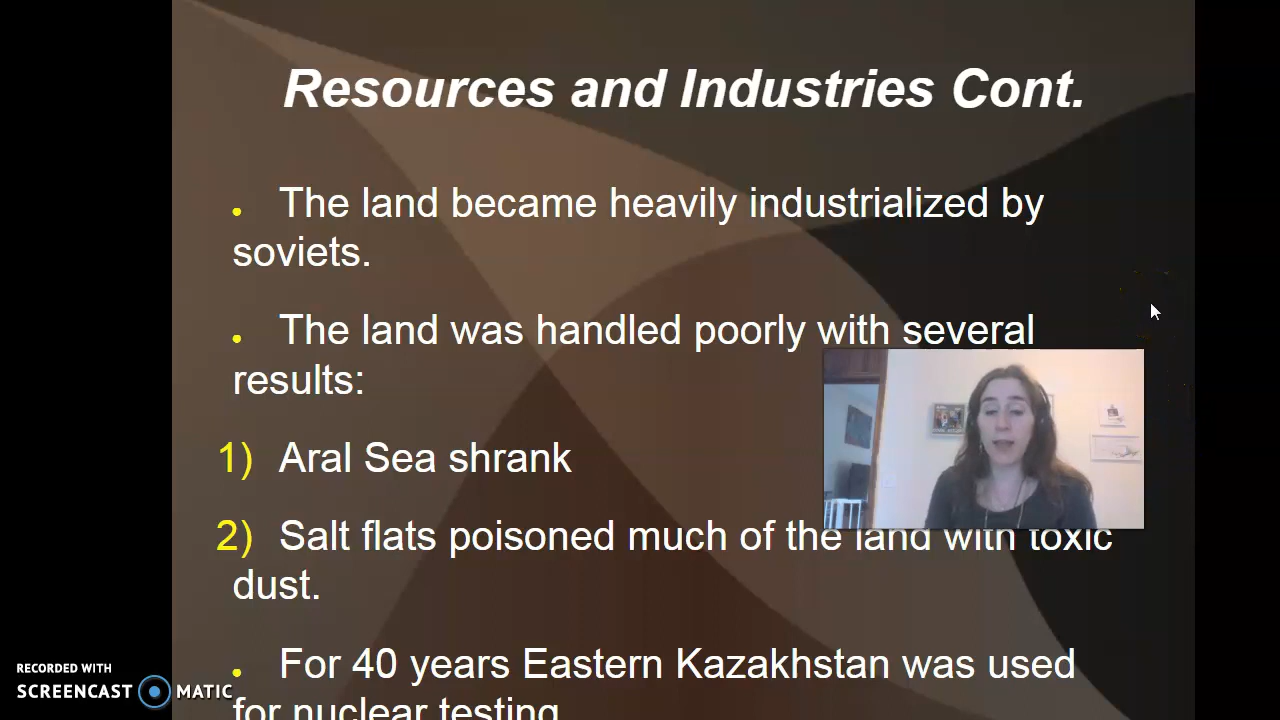 Resources and Industries Cont.
• The land became heavily industrialized by
soviets.
• The land was handled poorly with several
results:
1) Aral Sea shrank
2) Salt flats poisoned much of the land with toxic
dust.
• For 40 years Eastern Kazakhstan was used
for nuclear testing
RECORDED WITH
SCREENCAST MATIC